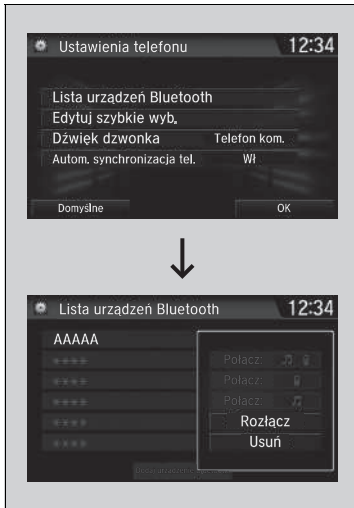 Ustawienia telefonu 12:34
Lista urządzeń Bluetooth
Edytuj szybkie wyb.
Dźwięk dzwonka Telefon kom.
Autom. synchronizacja tel. Wł
Domyślne OK
Lista urządzeń Bluetooth 12:34
AAAAA
**** Połącz:
**** Połącz:
**** Połącz:
**** Rozłącz
**** Usuń